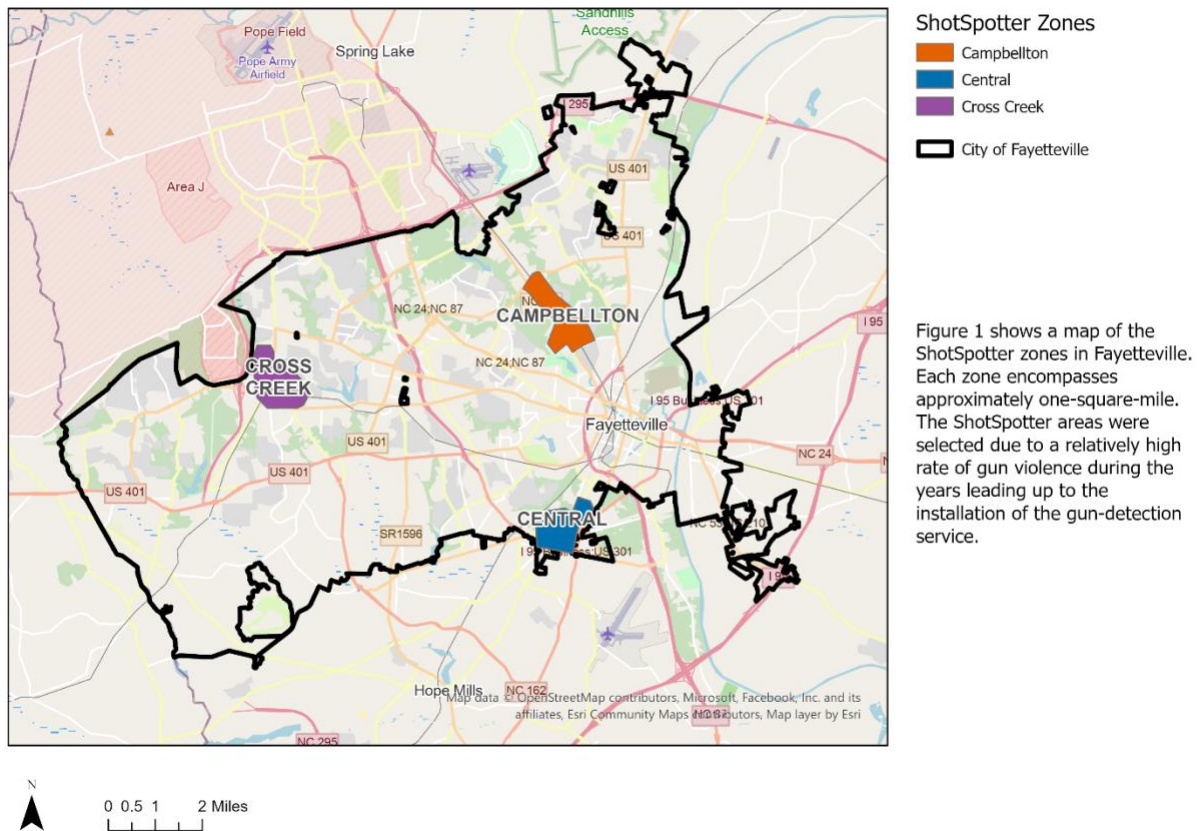 Sandhills
Access
Pope Field
Pope Army
Airfield
Spring Lake
I 295
US 401
Area J
US 401
NC 24;NC 87
CAMPBELLTON
I 95
CROSS
CREEK
NC 24;NC 87
Fayetteville
US 401
NC 24
US 401
US 401
CENTRAL
SR1596
Hope Mills
NC 162
Map data © OpenStreetMap contributors, Microsoft, Facebook, Inc. and its
affiliates, Esri Community Maps contributors, Map layer by Esri
NC 295
N
0 0.5 1 2 Miles
ShotSpotter Zones
Campbellton
Central
Cross Creek
City of Fayetteville
Figure 1 shows a map of the
ShotSpotter zones in Fayetteville.
Each zone encompasses
approximately one-square-mile.
The ShotSpotter areas were
selected due to a relatively high
rate of gun violence during the
years leading up to the
installation of the gun-detection
service.